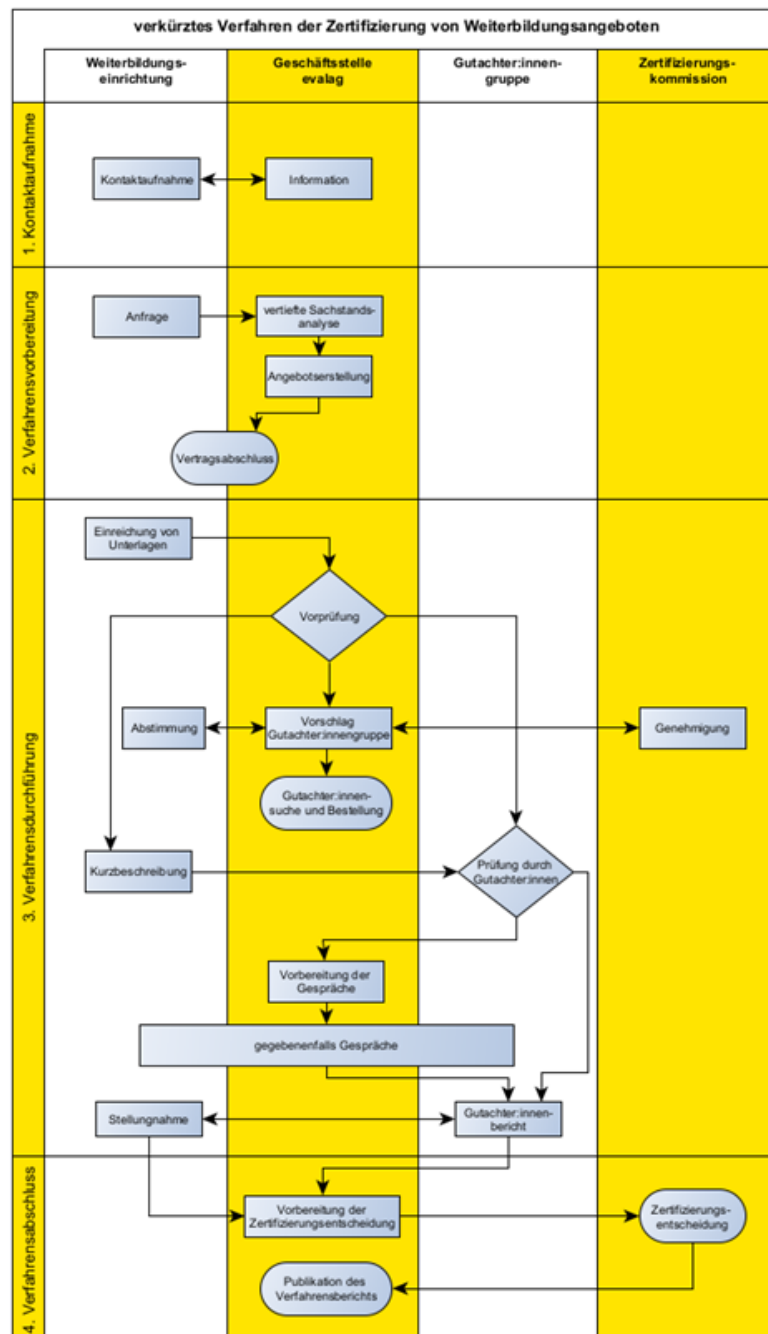 verkürztes Verfahren der Zertifizierung von Weiterbildungsangeboten
Weiterbildungs-
einrichtung
Geschäftsstelle
evalag
Gutachter:innen-
gruppe
Zertifizierungs-
kommission
1. Kontaktaufnahme
Kontaktaufnahme
Information
2. Verfahrensvorbereitung
Anfrage
vertiefte Sachstands-
analyse
Angebotserstellung
Vertragsabschluss
3. Verfahrensdurchführung
Einreichung von
Unterlagen
Vorprüfung
Abstimmung
Vorschlag
Gutachter:innengruppe
Genehmigung
Gutachter:innen-
suche und Bestellung
Kurzbeschreibung
Prüfung durch
Gutachter:innen
Vorbereitung der
Gespräche
gegebenenfalls Gespräche
Stellungnahme
Gutachter:innen-
bericht
4. Verfahrensabschluss
Vorbereitung der
Zertifizierungsentscheidung
Zertifizierungs-
entscheidung
Publikation des
Verfahrensberichts